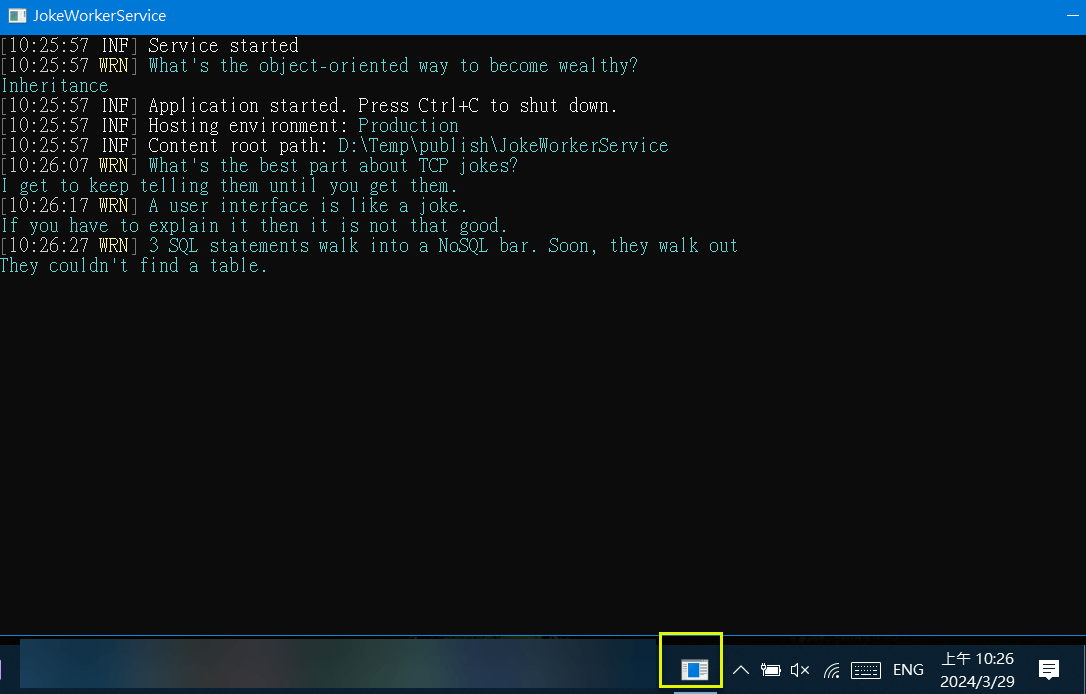 JokeWorkerService
[10:25:57 INF] Service started
[10:25:57 WRN] What's the object-oriented way to become wealthy?
Inheritance
[10:25:57 INF] Application started. Press Ctrl+C to shut down.
[10:25:57 INF] Hosting environment: Production
[10:25:57 INF] Content root path: D:\Temp\publish\JokeWorkerService
[10:26:07 WRN] What's the best part about TCP jokes?
I get to keep telling them until you get them.
[10:26:17 WRN] A user interface is like a joke.
If you have to explain it then it is not that good.
[10:26:27 WRN] 3 SQL statements walk into a NoSQL bar. Soon, they walk out
They couldn't find a table.
ENG
上午 10:26
2024/3/29